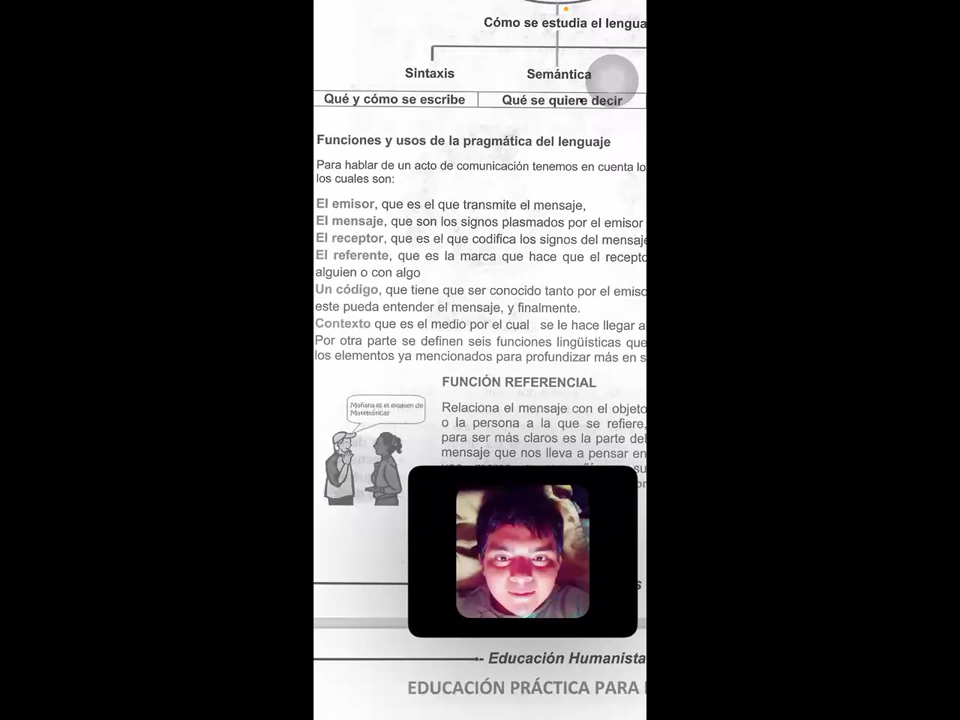 Cómo se estudia el lengua
Sintaxis
Semántica
Qué y cómo se escribe
Qué se quiere decir
Funciones y usos de la pragmática del lenguaje
Para hablar de un acto de comunicación tenemos en cuenta lo
los cuales son:
El emisor, que es el que transmite el mensaje,
El mensaje, que son los signos plasmados por el emisor
El receptor, que es el que codifica los signos del mensaje
El referente, que es la marca que hace que el recepto
alguien o con algo
Un código, que tiene que ser conocido tanto por el emiso
este pueda entender el mensaje, y finalmente.
Contexto que es el medio por el cual se le hace llegar a
Por otra parte se definen seis funciones lingüísticas que
los elementos ya mencionados para profundizar más en s
FUNCIÓN REFERENCIAL
Mañana es el examen de
Matemáticas
Relaciona el mensaje con el objeto
o la persona a la que se refiere,
para ser más claros es la parte del
mensaje que nos lleva a pensar en
su
- Educación Humanista
EDUCACIÓN PRÁCTICA PARA